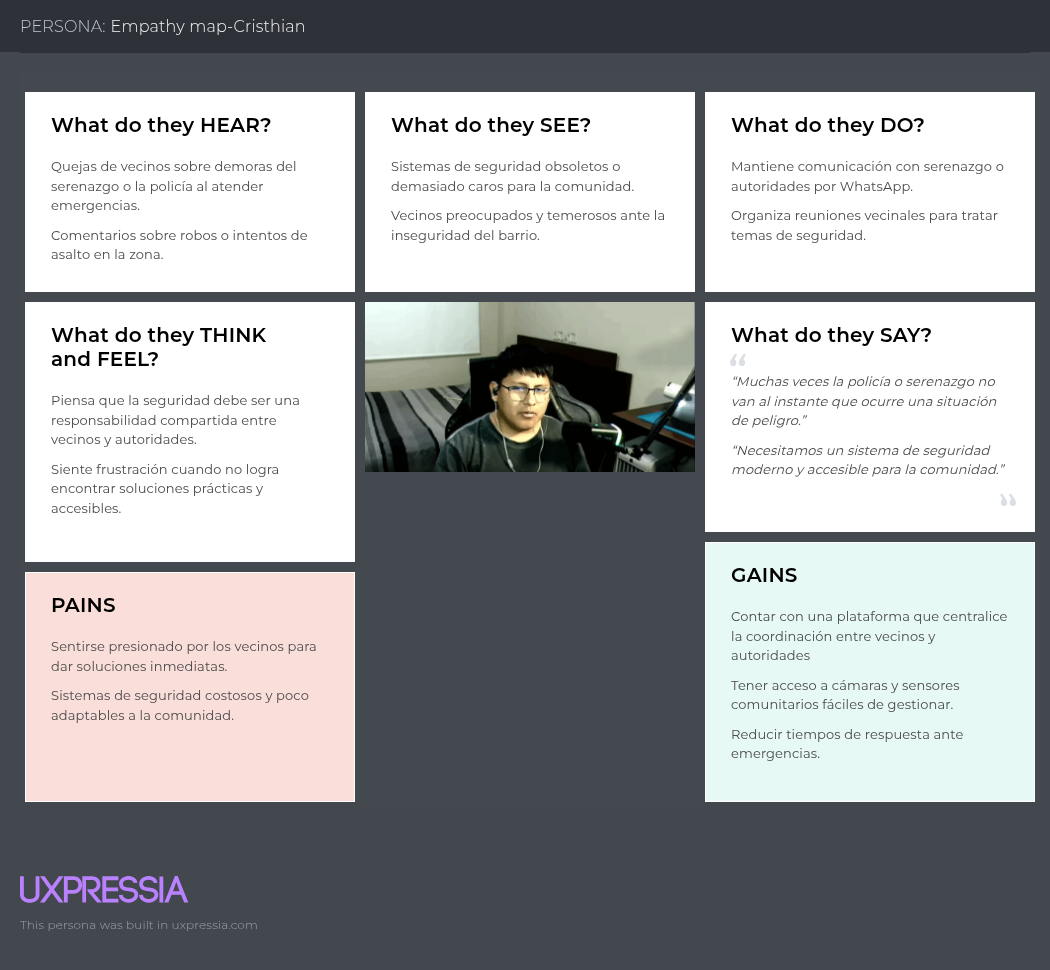 PERSONA: Empathy map-Cristhian
What do they HEAR?
Quejas de vecinos sobre demoras del
serenazgo o la policía al atender
emergencias.
Comentarios sobre robos o intentos de
asalto en la zona.
What do they SEE?
Sistemas de seguridad obsoletos o
demasiado caros para la comunidad.
Vecinos preocupados y temerosos ante la
inseguridad del barrio.
What do they DO?
Mantiene comunicación con serenazgo o
autoridades por WhatsApp.
Organiza reuniones vecinales para tratar
temas de seguridad.
What do they THINK
and FEEL?
Piensa que la seguridad debe ser una
responsabilidad compartida entre
vecinos y autoridades.
Siente frustración cuando no logra
encontrar soluciones prácticas y
accesibles.
What do they SAY?
“
“Muchas veces la policía o serenazgo no
van al instante que ocurre una situación
de peligro.”
“Necesitamos un sistema de seguridad
moderno y accesible para la comunidad.”
”
PAINS
Sentirse presionado por los vecinos para
dar soluciones inmediatas.
Sistemas de seguridad costosos y poco
adaptables a la comunidad.
GAINS
Contar con una plataforma que centralice
la coordinación entre vecinos y
autoridades
Tener acceso a cámaras y sensores
comunitarios fáciles de gestionar.
Reducir tiempos de respuesta ante
emergencias.
UXPRESSIA
This persona was built in uxpressia.com